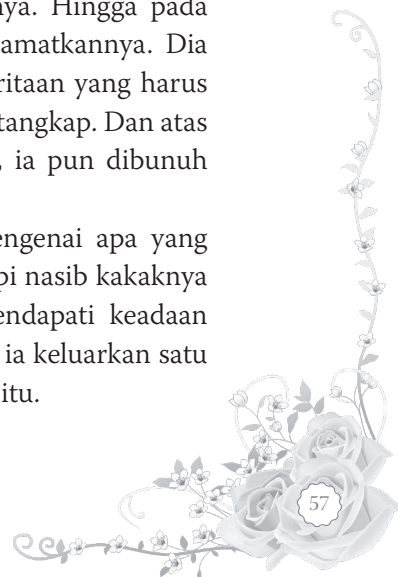 nya. Hingga pada
amatkannya. Dia
ritaan yang harus
tangkap. Dan atas
, ia pun dibunuh
engenai apa yang
pi nasib kakaknya
endapati keadaan
ia keluarkan satu
itu.
57